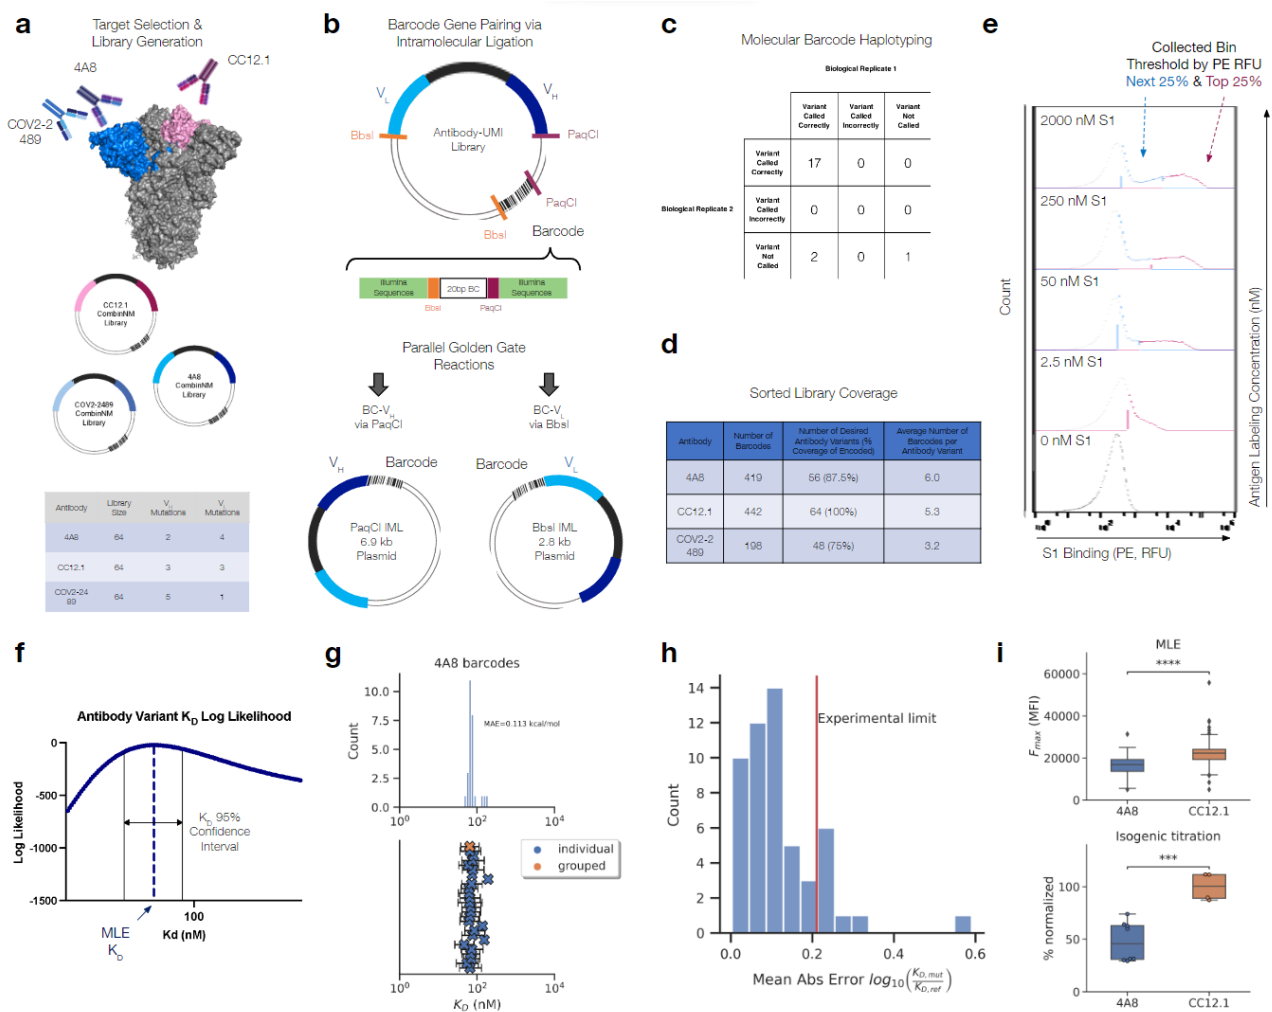 a
Target Selection &
Library Generation
4A8
CC12.1
COV2-2
489
CC12.1
CombinNM
Library
4A8
CombinNM
Library
COV2-2489
CombinNM
Library
Antibody Library Size VH Mutations VL Mutations
4A8 64 2 4
CC12.1 64 3 3
COV2-24
89 64 5 1
b
Barcode Gene Pairing via
Intramolecular Ligation
VL
VH
BbsI
PaqCI
Antibody-UMI
Library
PaqCI
BbsI
Barcode
Illumina
Sequences
20bp BC
Illumina
Sequences
BbsI
PaqCI
Parallel Golden Gate
Reactions
BC-VH
via PaqCI
BC-VL
via BbsI
VH
Barcode
Barcode
VL
PaqCI IML
6.9 kb
Plasmid
BbsI IML
2.8 kb
Plasmid
c
Molecular Barcode Haplotyping
Biological Replicate 1
Variant Called Correctly
Variant Called Incorrectly
Variant Not Called
Biological Replicate 2
Variant Called Correctly 17 0 0
Variant Called Incorrectly 0 0 0
Variant Not Called 2 0 1
d
Sorted Library Coverage
Antibody
Number of Barcodes
Number of Desired Antibody Variants (% Coverage of Encoded)
Average Number of Barcodes per Antibody Variant
4A8 419 56 (87.5%) 6.0
CC12.1 442 64 (100%) 5.3
COV2-2
489 198 48 (75%) 3.2
e
Collected Bin
Threshold by PE RFU
Next 25% & Top 25%
2000 nM S1
250 nM S1
50 nM S1
2.5 nM S1
0 nM S1
Count
Antigen Labeling Concentration (nM)
S1 Binding (PE, RFU)
f
Antibody Variant KD Log Likelihood
0
-500
-1000
-1500
Log Likelihood
KD 95%
Confidence
Interval
100
MLE
KD
Kd (nM)
g
4A8 barcodes
10.0
7.5
5.0
2.5
0.0
Count
MAE=0.113 kcal/mol
10⁰ 10² 10⁴
individual
grouped
10⁰ 10² 10⁴
KD (nM)
h
14
12
10
8
6
4
2
0
Count
Experimental limit
0.0 0.2 0.4 0.6
Mean Abs Error log10(KD,mut/KD,ref)
i
MLE
****
60000
40000
20000
0
Fmax (MFI)
4A8 CC12.1
Isogenic titration
***
100
50
0
% normalized
4A8 CC12.1